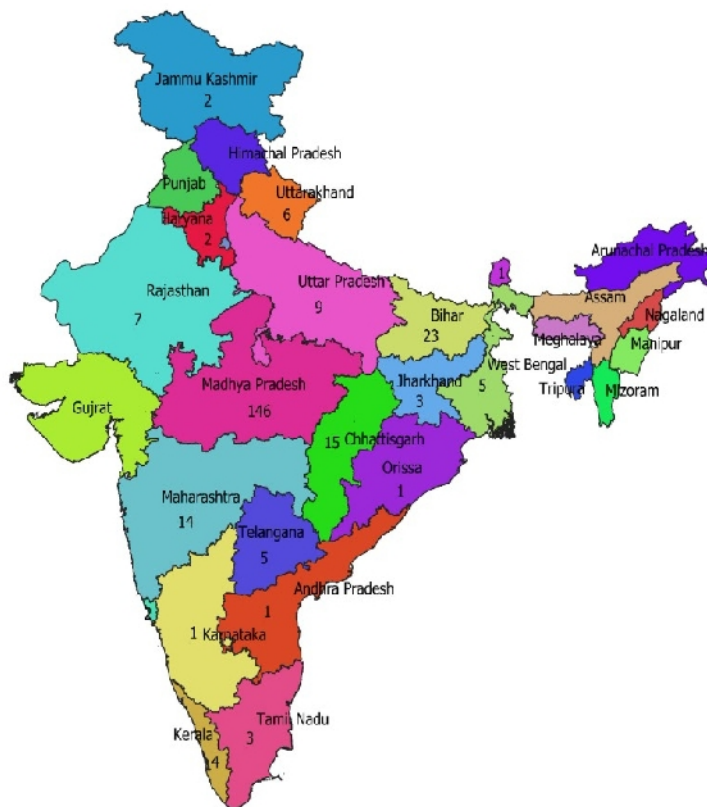 Jammu Kashmir
2
Himachal Pradesh
Punjab
Uttarakhand
6
Haryana
2
Arunachal Pradesh
1
Rajasthan
7
Uttar Pradesh
9
Assam
Bihar
23
Nagaland
Meghalaya
Manipur
West Bengal
5
Madhya Pradesh
146
Jharkhand
3
Tripura
Mizoram
Gujrat
15
Chhattisgarh
Orissa
1
Maharashtra
14
Telangana
5
Andhra Pradesh
1
1
Karnataka
Kerala
14
Tamil Nadu
3